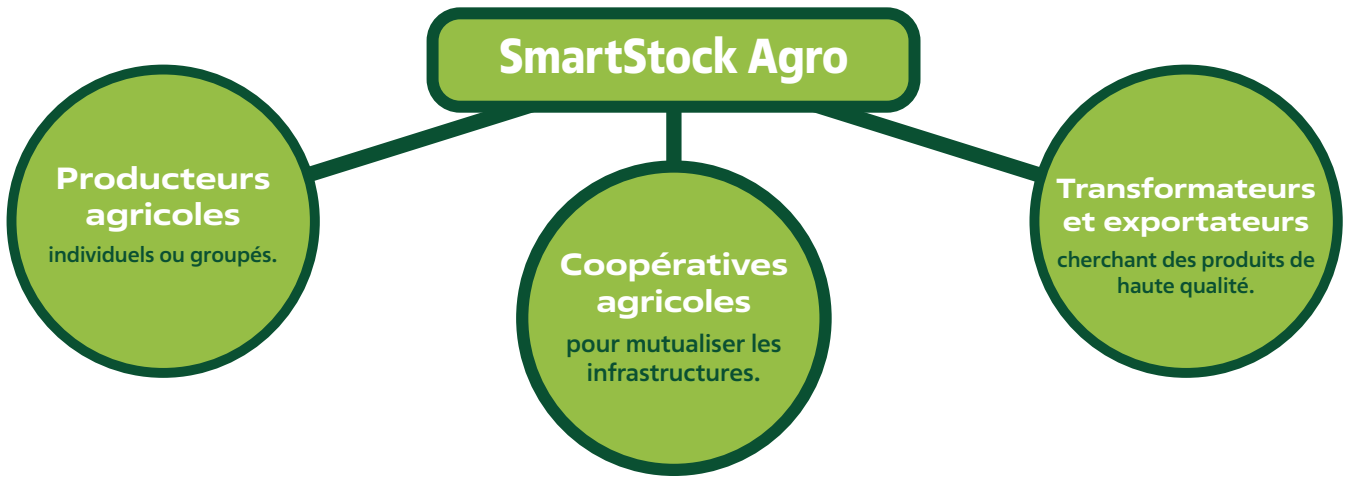 SmartStock Agro
Producteurs
agricoles
individuels ou groupés.
Coopératives
agricoles
pour mutualiser les
infrastructures.
Transformateurs
et exportateurs
cherchant des produits de
haute qualité.